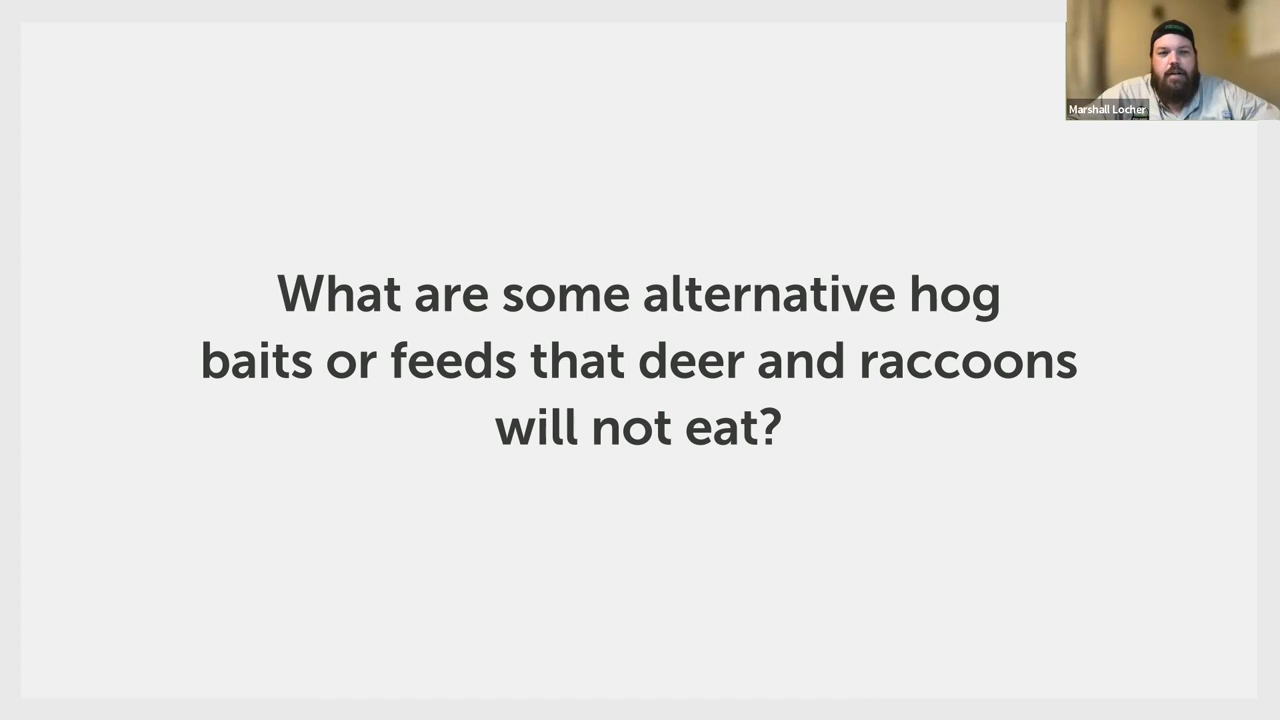 Marshall Locher
What are some alternative hog
baits or feeds that deer and raccoons
will not eat?